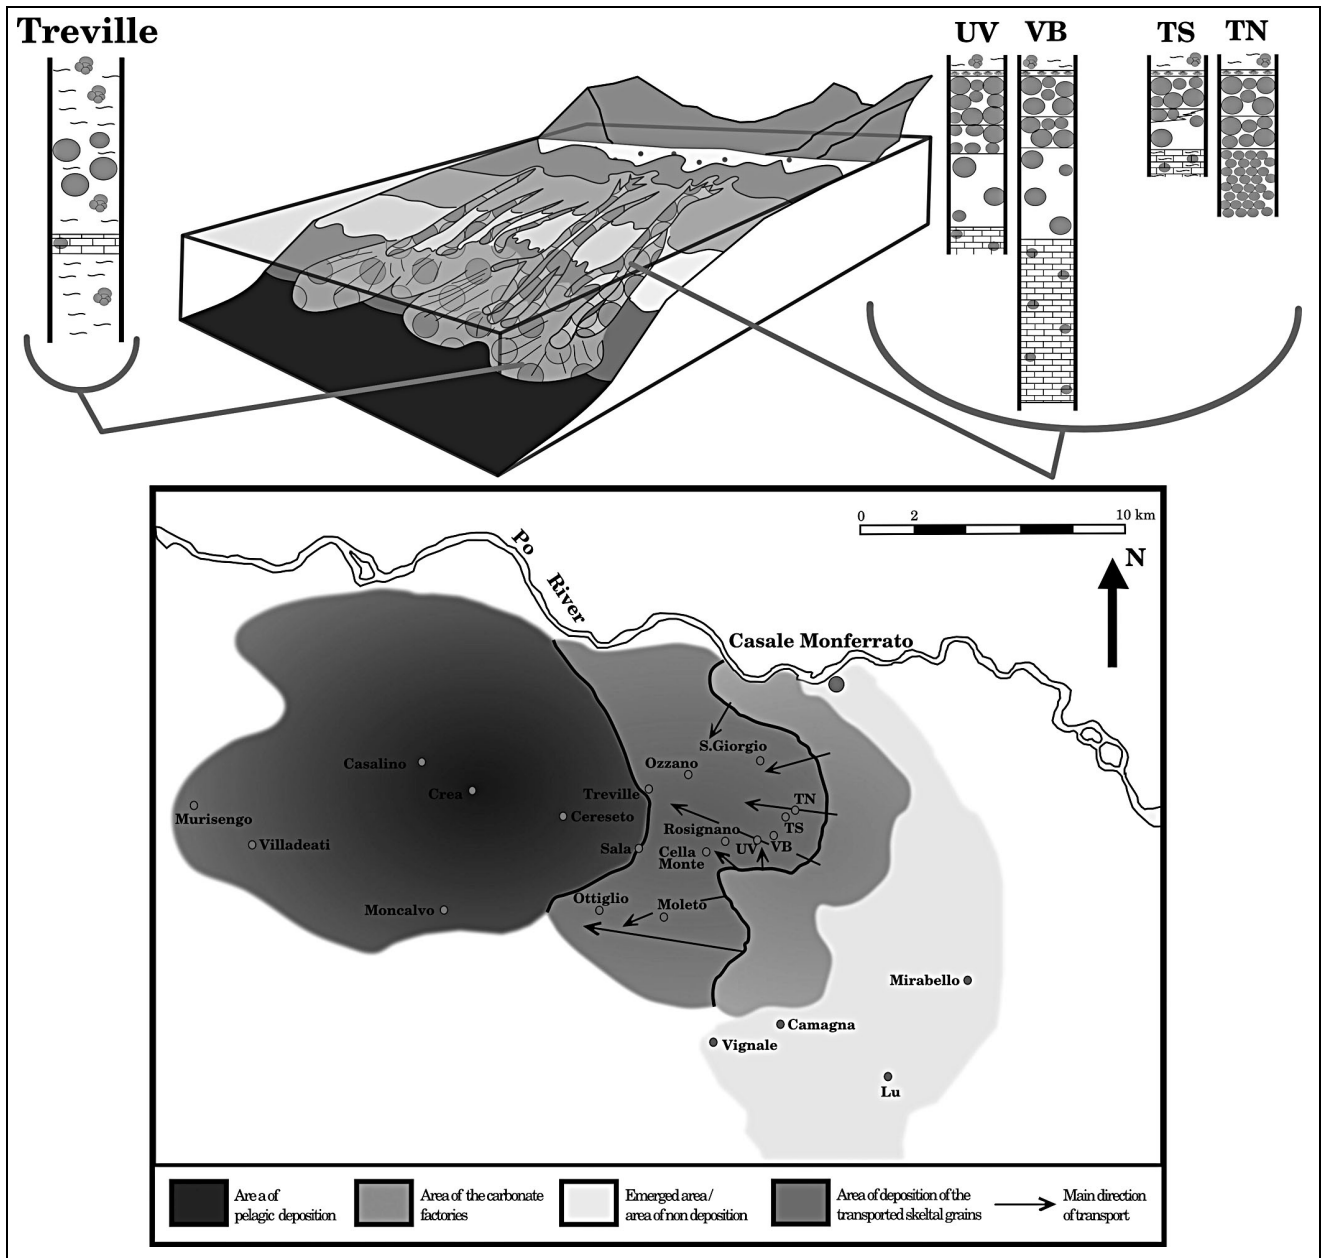 Treville
UV VB TS TN
0 2 10 km
N
Po
River
Casale Monferrato
S.Giorgio
Ozzano
Casalino
Crea
Treville
TN
Murisengo
Cereseto
TS
Rosignano
Villadeati
Sala
Cella
Monte
UV
VB
Ottiglio
Moncalvo
Moleto
Mirabello
Camagna
Vignale
Lu
Area of
pelagic deposition
Area of the carbonate
factories
Emerged area/
area of non deposition
Area of deposition of the
transported skeltal grains
Main direction
of transport